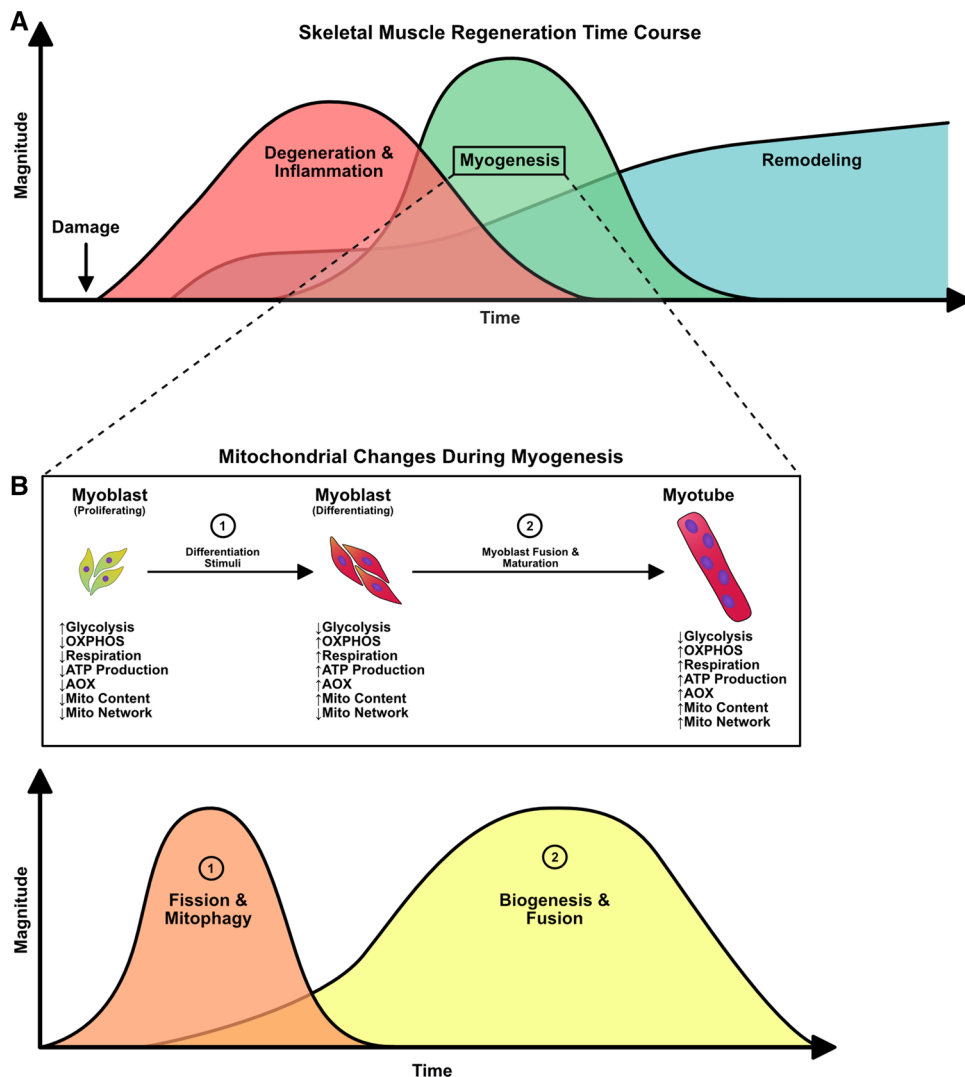 A
Skeletal Muscle Regeneration Time Course
Magnitude
Damage
Degeneration &
Inflammation
Myogenesis
Remodeling
Time
Mitochondrial Changes During Myogenesis
B
Myoblast
(Proliferating)
1
Differentiation
Stimuli
Myoblast
(Differentiating)
2
Myoblast Fusion &
Maturation
Myotube
↑Glycolysis
↓OXPHOS
↓Respiration
↓ATP Production
↓AOX
↓Mito Content
↓Mito Network
↓Glycolysis
↑OXPHOS
↑Respiration
↑ATP Production
↑AOX
↑Mito Content
↓Mito Network
↓Glycolysis
↑OXPHOS
↑Respiration
↑ATP Production
↑AOX
↑Mito Content
↑Mito Network
Magnitude
1
Fission &
Mitophagy
2
Biogenesis &
Fusion
Time